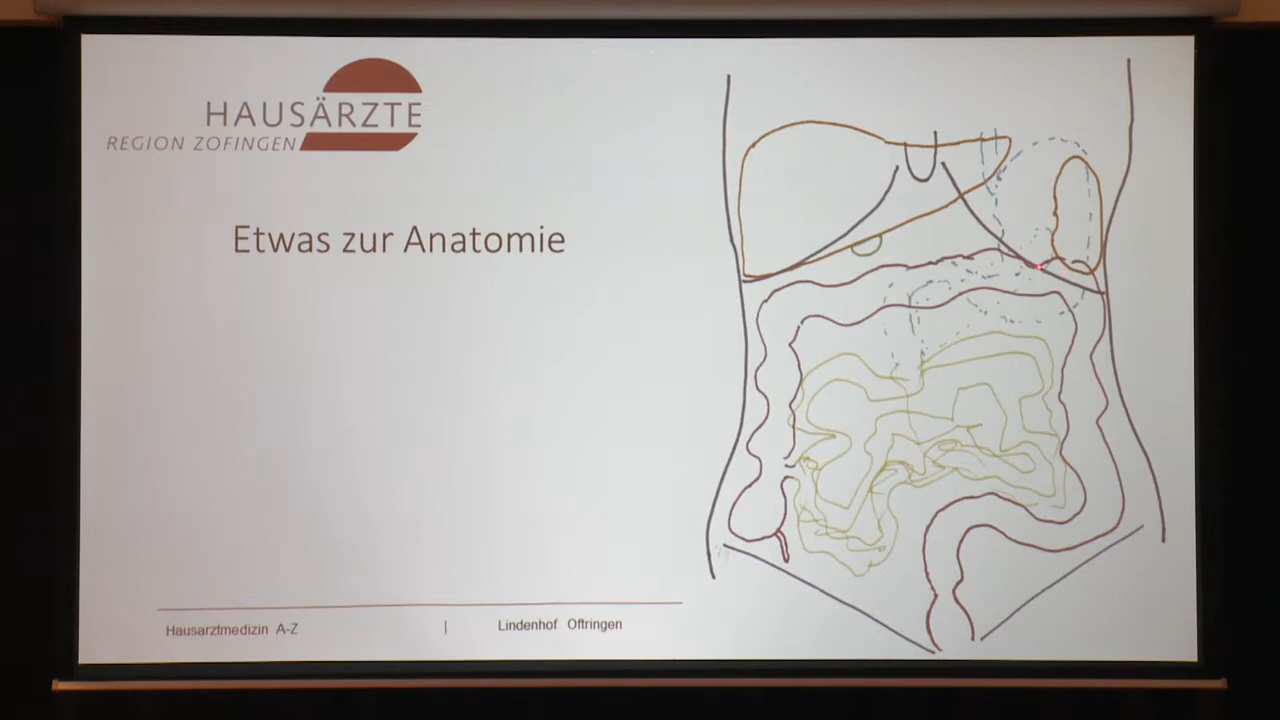 HAUSÄRZTE
REGION ZOFINGEN
Etwas zur Anatomie
Hausarztmedizin A-Z | Lindenhof Oftringen